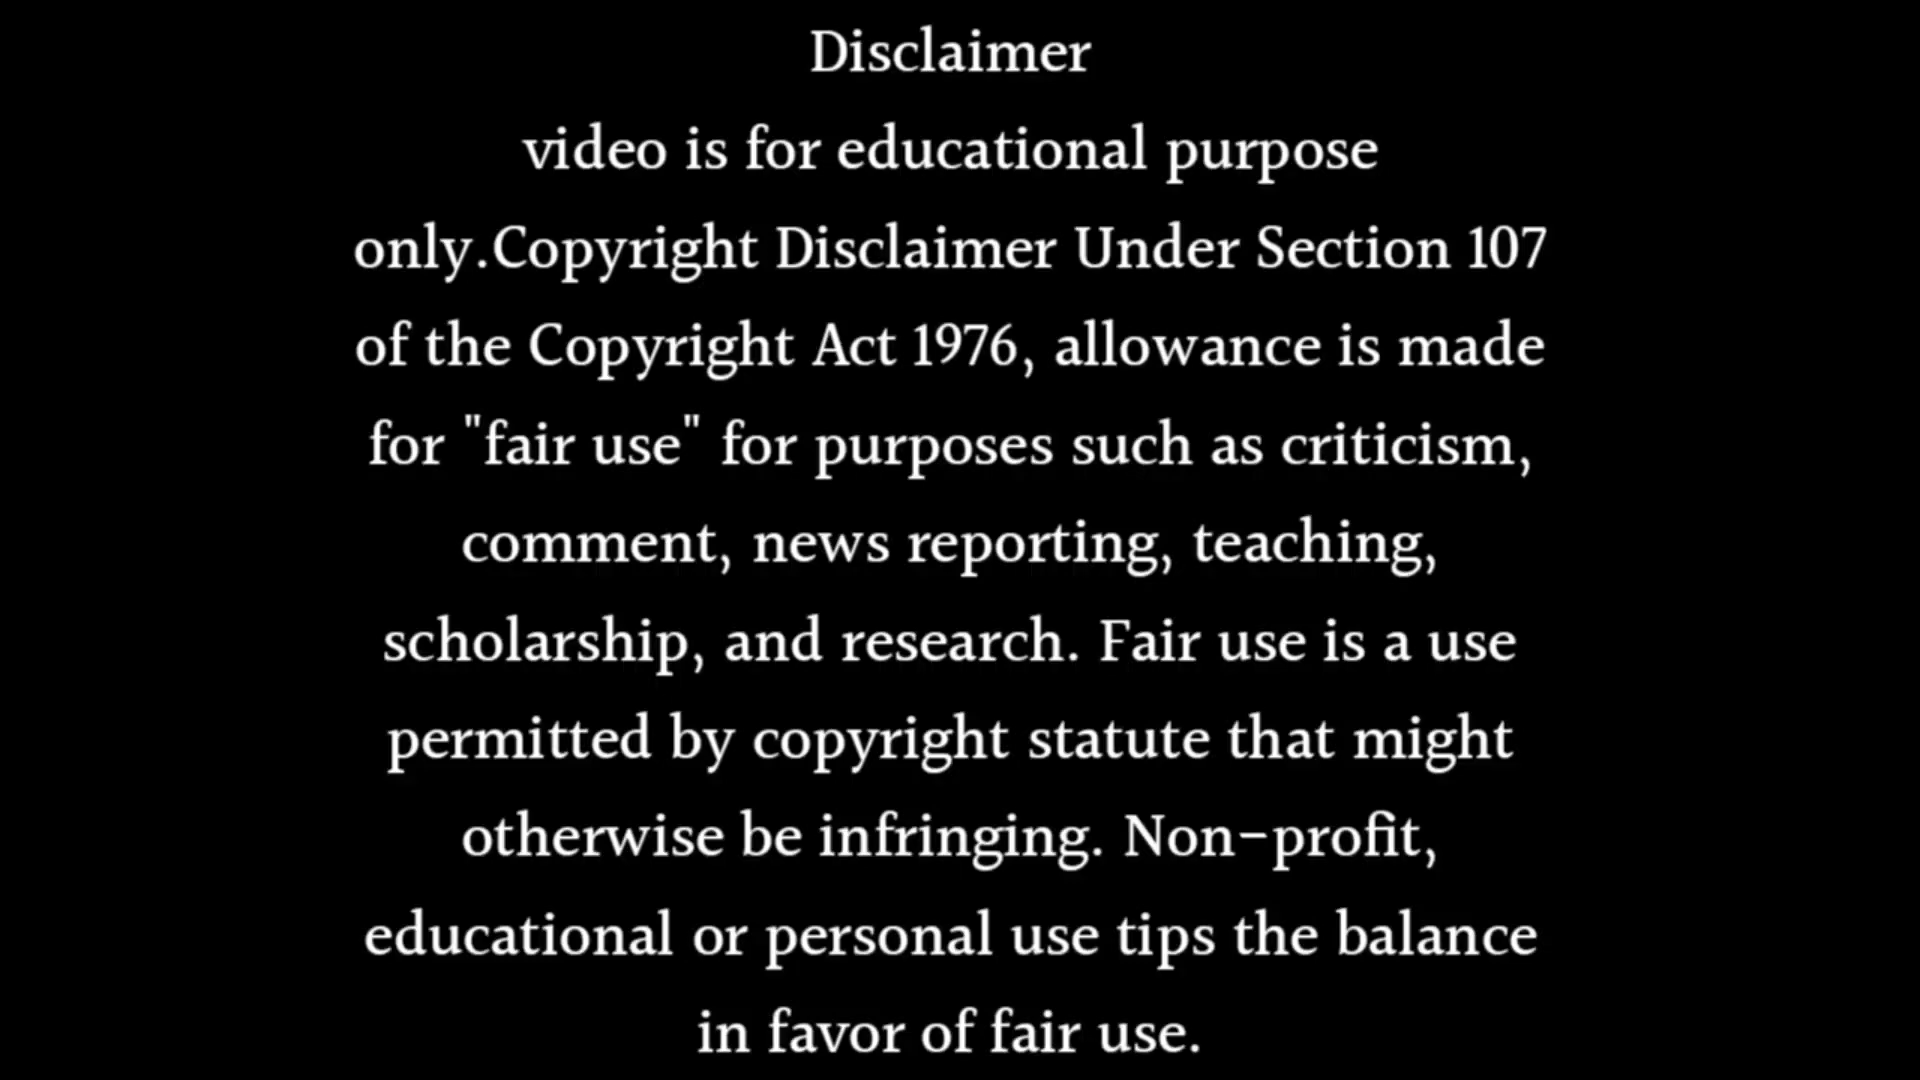 Disclaimer
video is for educational purpose
only.Copyright Disclaimer Under Section 107
of the Copyright Act 1976, allowance is made
for "fair use" for purposes such as criticism,
comment, news reporting, teaching,
scholarship, and research. Fair use is a use
permitted by copyright statute that might
otherwise be infringing. Non-profit,
educational or personal use tips the balance
in favor of fair use.